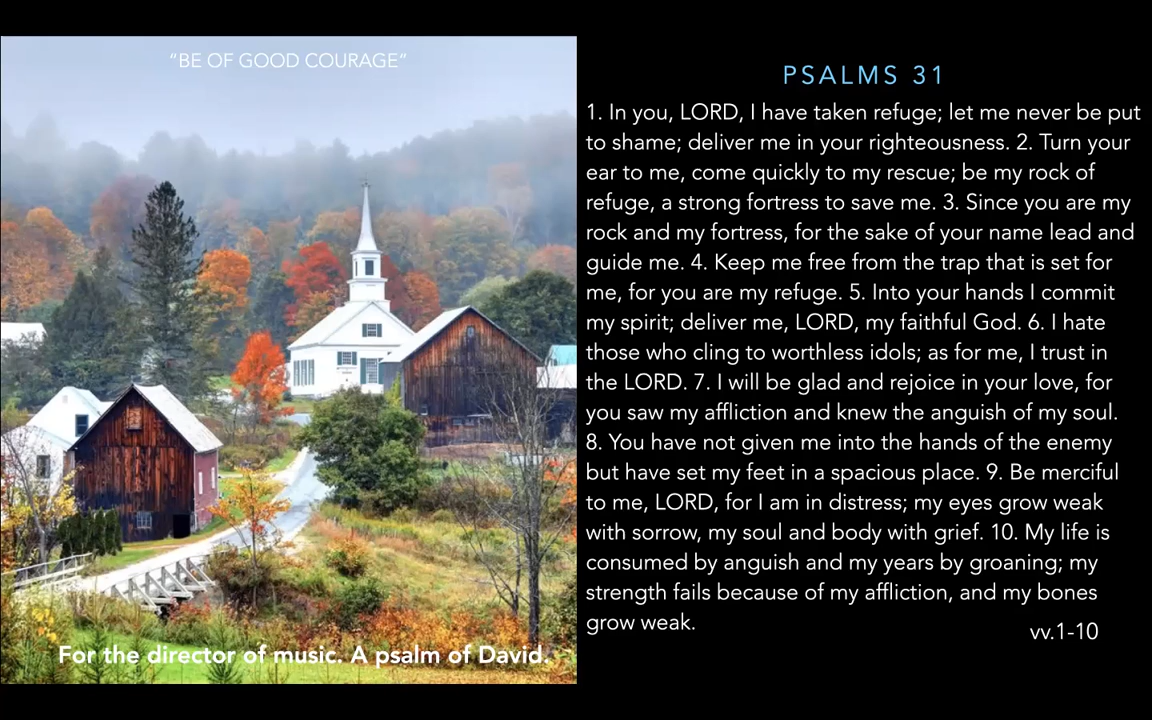 “BE OF GOOD COURAGE”
For the director of music. A psalm of David.
PSALMS 31
1. In you, LORD, I have taken refuge; let me never be put
to shame; deliver me in your righteousness. 2. Turn your
ear to me, come quickly to my rescue; be my rock of
refuge, a strong fortress to save me. 3. Since you are my
rock and my fortress, for the sake of your name lead and
guide me. 4. Keep me free from the trap that is set for
me, for you are my refuge. 5. Into your hands I commit
my spirit; deliver me, LORD, my faithful God. 6. I hate
those who cling to worthless idols; as for me, I trust in
the LORD. 7. I will be glad and rejoice in your love, for
you saw my affliction and knew the anguish of my soul.
8. You have not given me into the hands of the enemy
but have set my feet in a spacious place. 9. Be merciful
to me, LORD, for I am in distress; my eyes grow weak
with sorrow, my soul and body with grief. 10. My life is
consumed by anguish and my years by groaning; my
strength fails because of my affliction, and my bones
grow weak.
vv.1-10